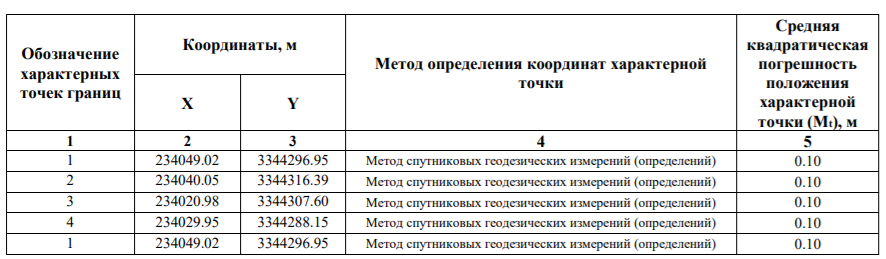 Обозначение характерных точек границ
Координаты, м
Метод определения координат характерной точки
Средняя квадратическая погрешность положения характерной точки (Mt), м
X
Y
1 2 3 4 5
1 234049.02 3344296.95 Метод спутниковых геодезических измерений (определений) 0.10
2 234040.05 3344316.39 Метод спутниковых геодезических измерений (определений) 0.10
3 234020.98 3344307.60 Метод спутниковых геодезических измерений (определений) 0.10
4 234029.95 3344288.15 Метод спутниковых геодезических измерений (определений) 0.10
1 234049.02 3344296.95 Метод спутниковых геодезических измерений (определений) 0.10